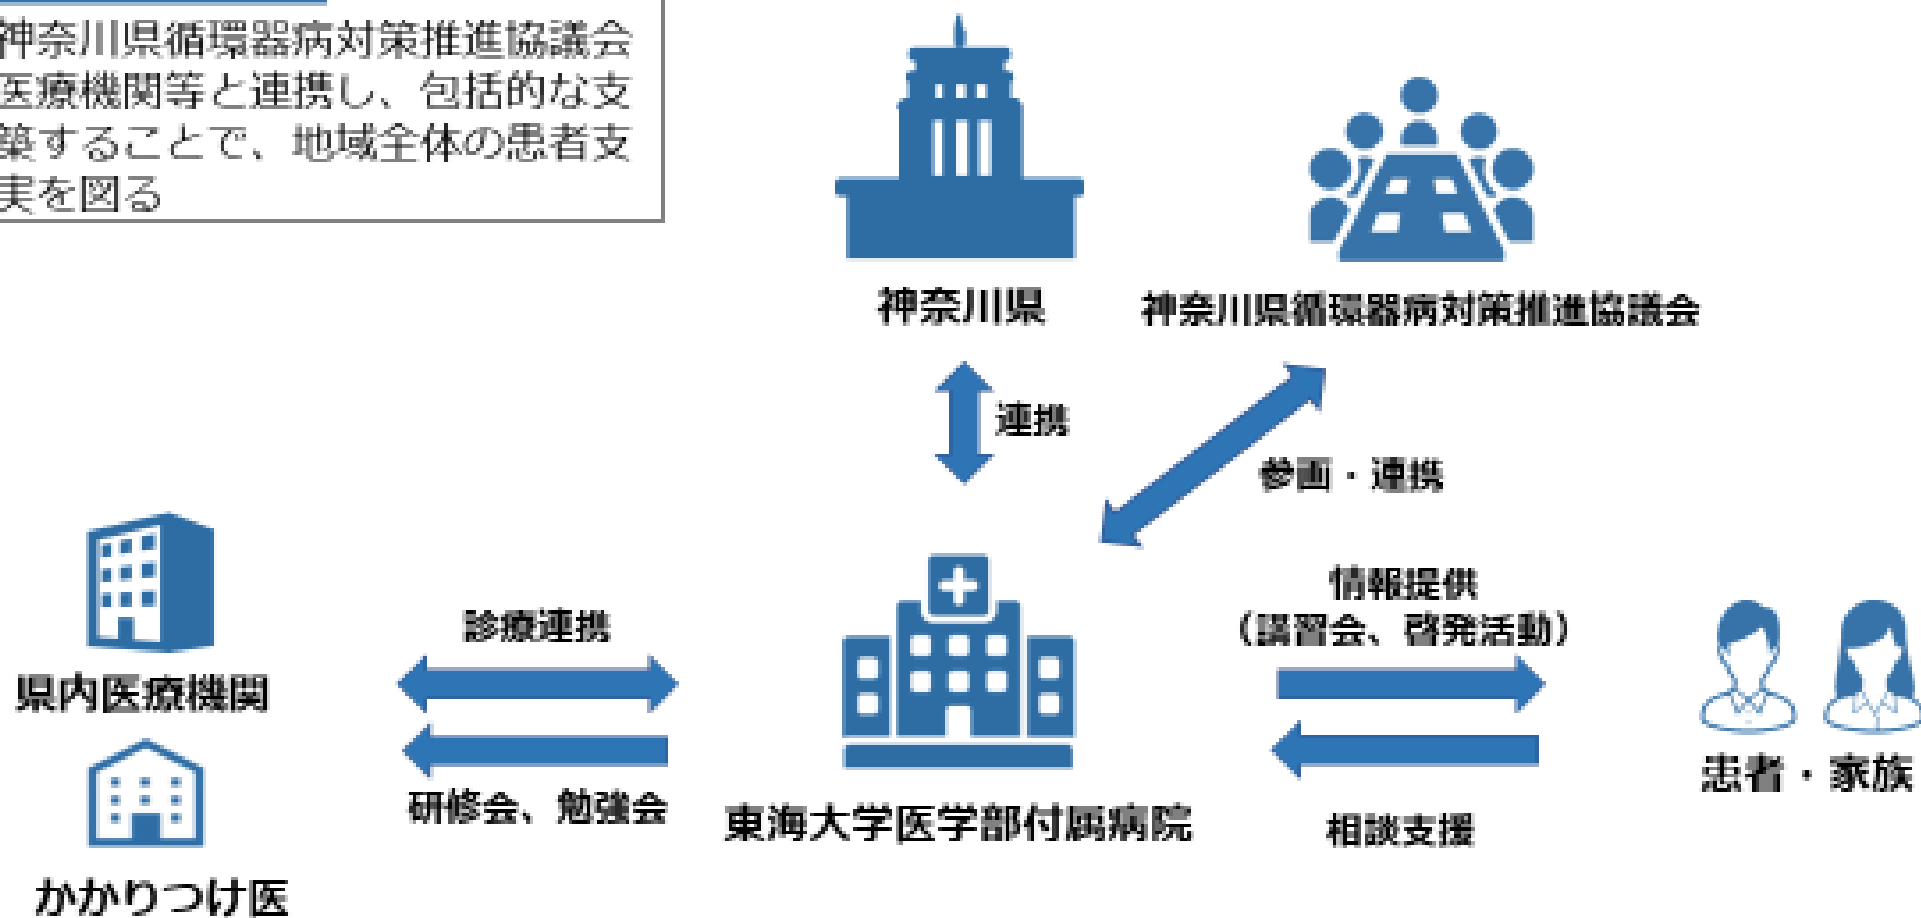 神奈川県循環器病対策推進協議会
医療機関等と連携し、包括的な支
築することで、地域全体の患者支
実を図る
神奈川県
神奈川県循環器病対策推進協議会
連携
参画・連携
県内医療機関
かかりつけ医
診療連携
研修会、勉強会
東海大学医学部付属病院
情報提供
（講習会、啓発活動）
相談支援
患者・家族